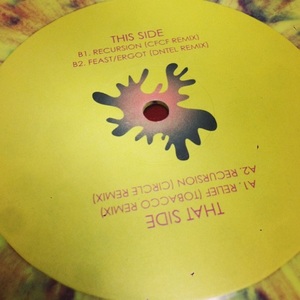 THIS SIDE
B1. RECURSION (CFCF REMIX)
B2. FEAST/ERGOT (DNTEL REMIX)
THAT SIDE
A1. RELIEF (TOBACCO REMIX)
A2. RECURSION (CIRCLE REMIX)